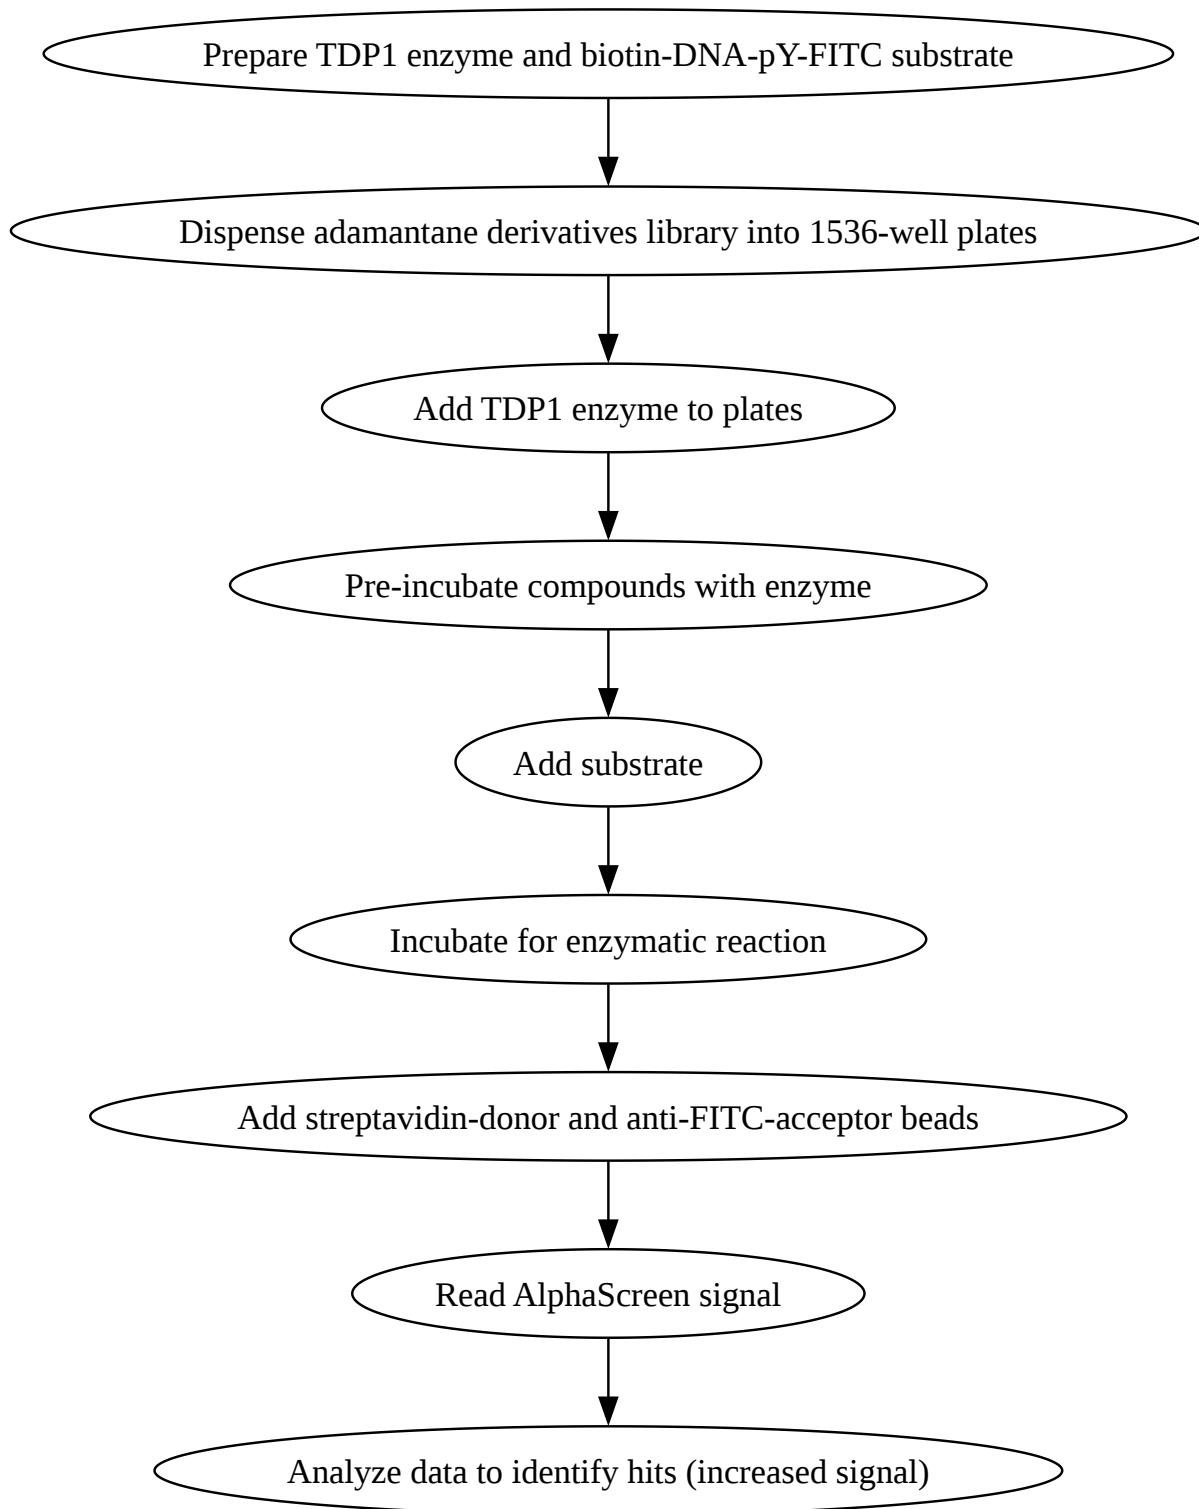 Prepare TDP1 enzyme and biotin-DNA-pY-FITC substrate
Dispense adamantane derivatives library into 1536-well plates
Add TDP1 enzyme to plates
Pre-incubate compounds with enzyme
Add substrate
Incubate for enzymatic reaction
Add streptavidin-donor and anti-FITC-acceptor beads
Read AlphaScreen signal
Analyze data to identify hits (increased signal)